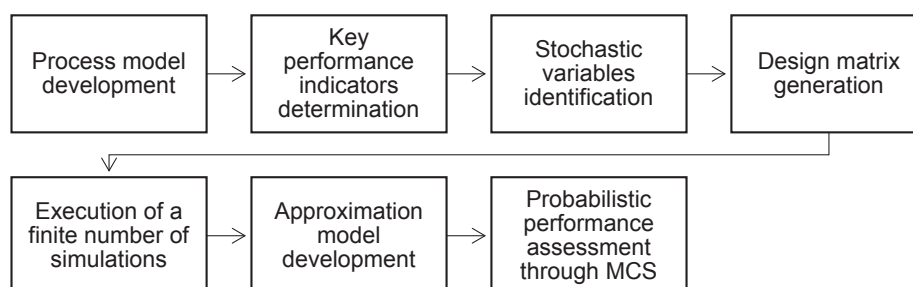 Process model
development
Key
performance
indicators
determination
Stochastic
variables
identification
Design matrix
generation
Execution of a
finite number of
simulations
Approximation
model
development
Probabilistic
performance
assessment
through MCS